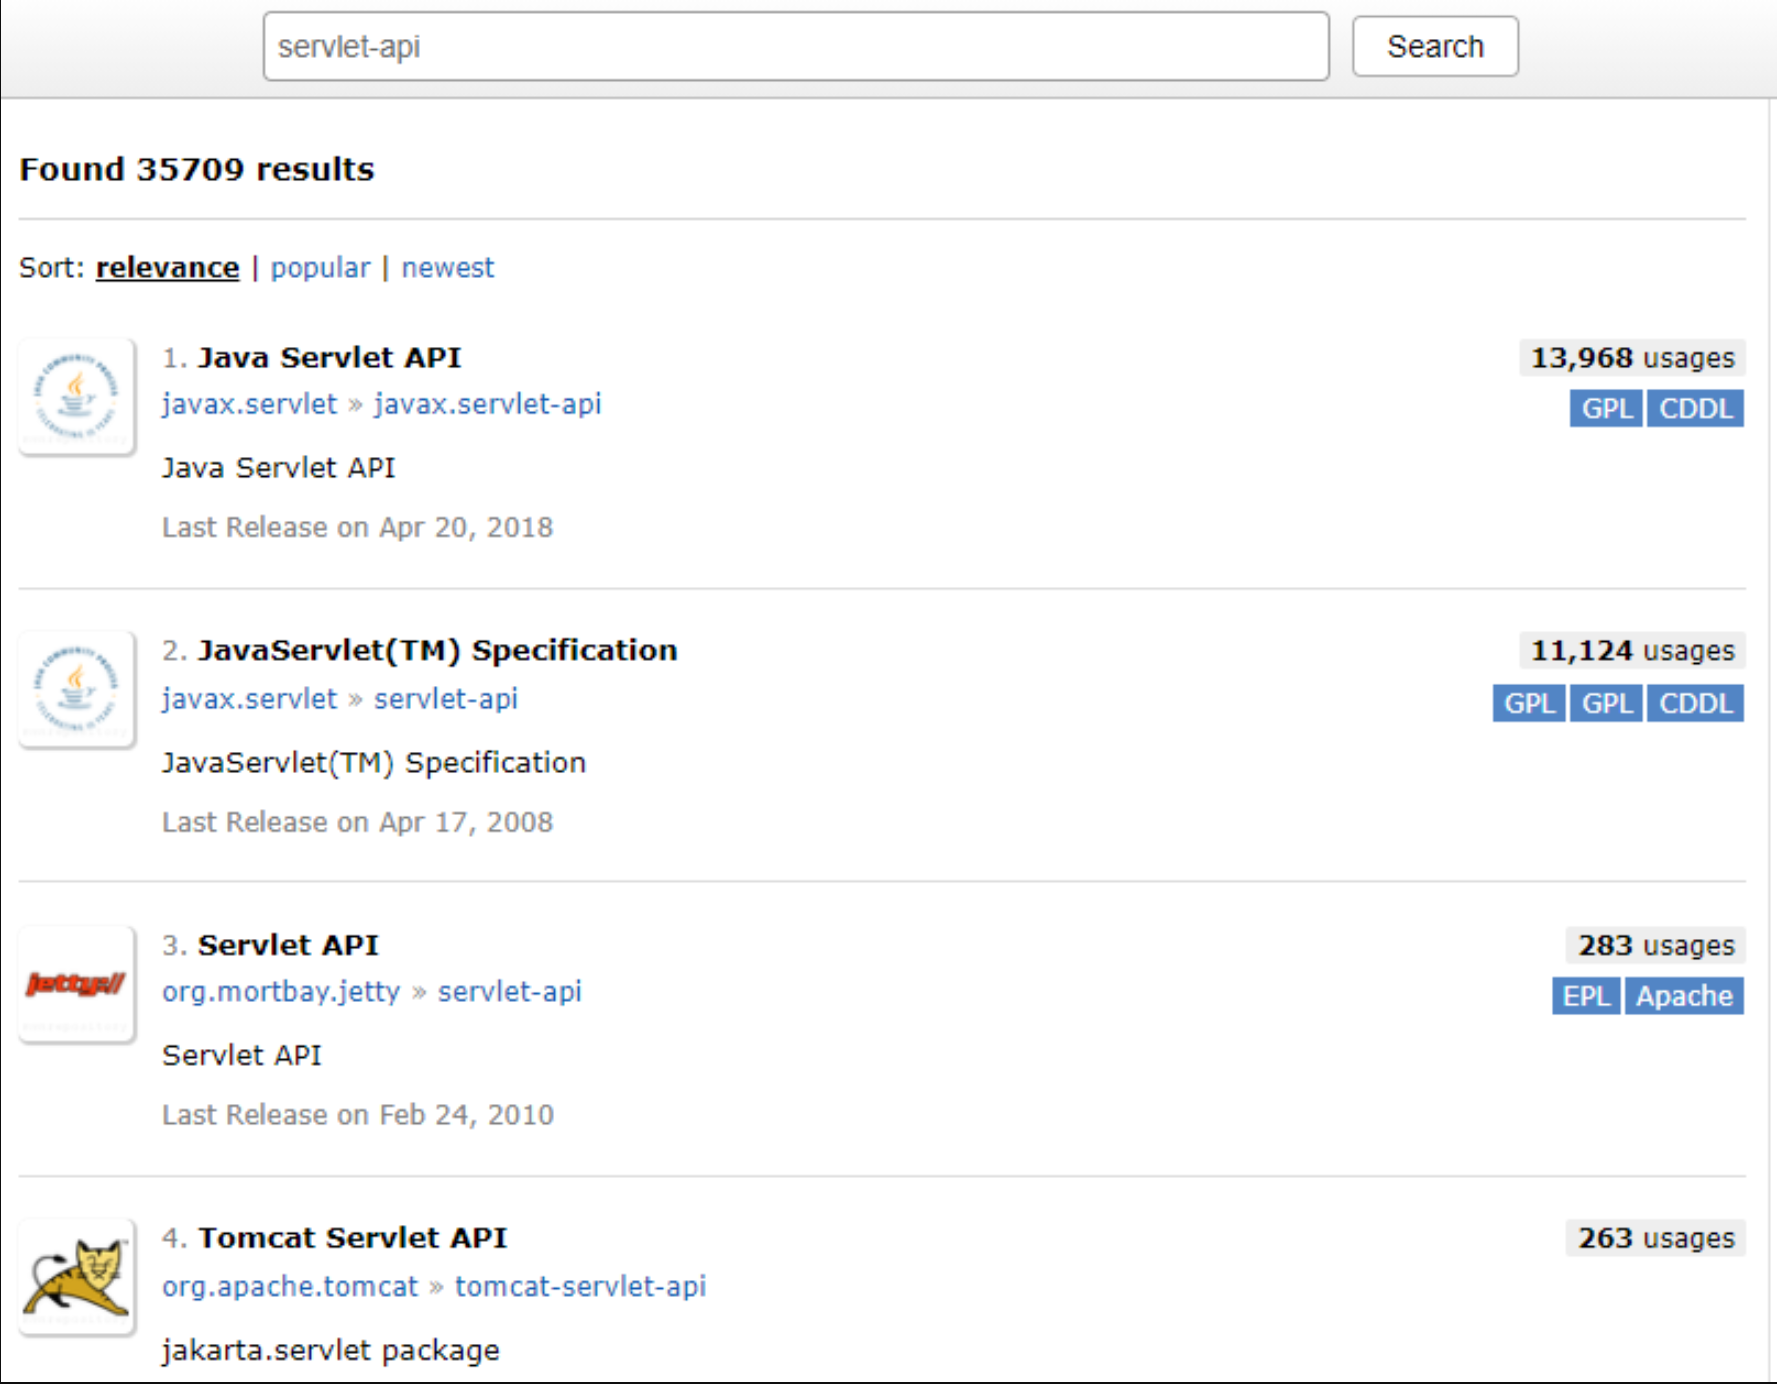 servlet-api
Search
Found 35709 results
Sort: relevance | popular | newest
1. Java Servlet API
13,968 usages
javax.servlet » javax.servlet-api
GPL CDDL
Java Servlet API
Last Release on Apr 20, 2018
2. JavaServlet(TM) Specification
11,124 usages
javax.servlet » servlet-api
GPL GPL CDDL
JavaServlet(TM) Specification
Last Release on Apr 17, 2008
jetty://
3. Servlet API
283 usages
org.mortbay.jetty » servlet-api
EPL Apache
Servlet API
Last Release on Feb 24, 2010
4. Tomcat Servlet API
263 usages
org.apache.tomcat » tomcat-servlet-api
jakarta.servlet package